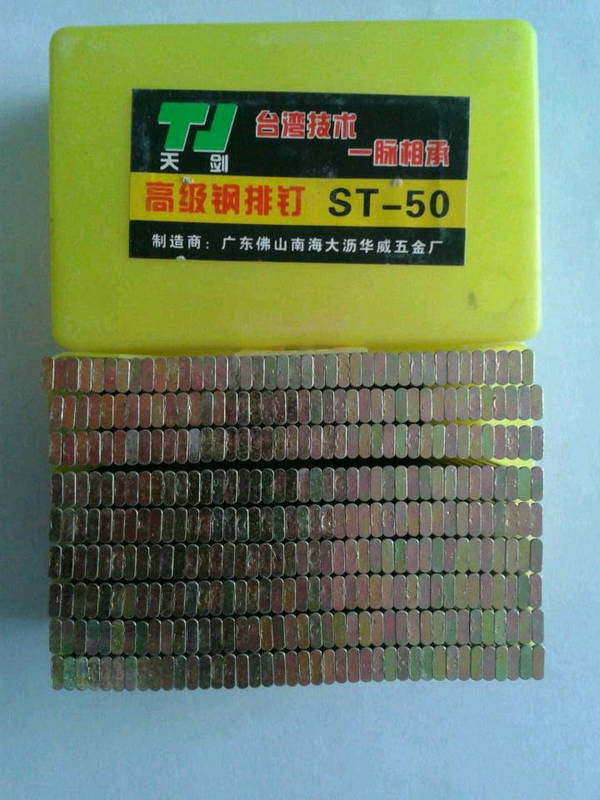 TJ
天剑
台湾技术
一脉相承
高级钢排钉 ST-50
制造商：广东佛山南海大沥华威五金厂